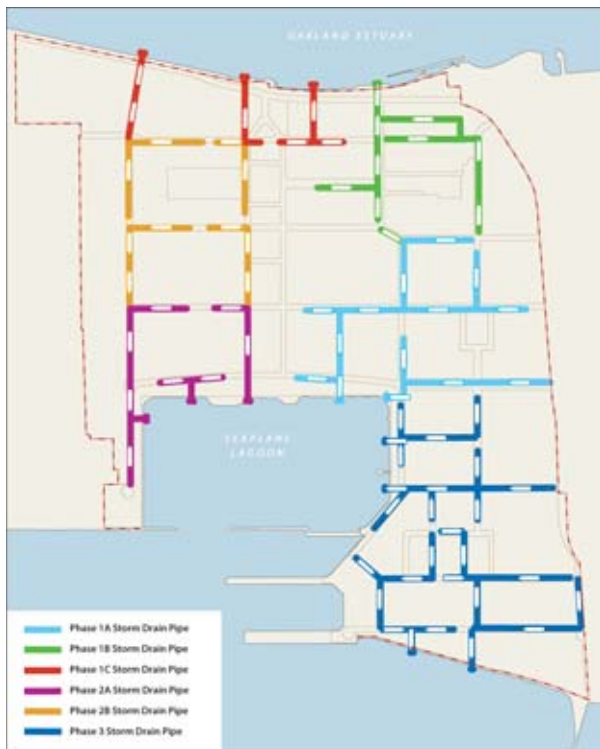 OAKLAND ESTUARY
SEAPLANE
LAGOON
Phase 1A Storm Drain Pipe
Phase 1B Storm Drain Pipe
Phase 1C Storm Drain Pipe
Phase 2A Storm Drain Pipe
Phase 2B Storm Drain Pipe
Phase 3 Storm Drain Pipe